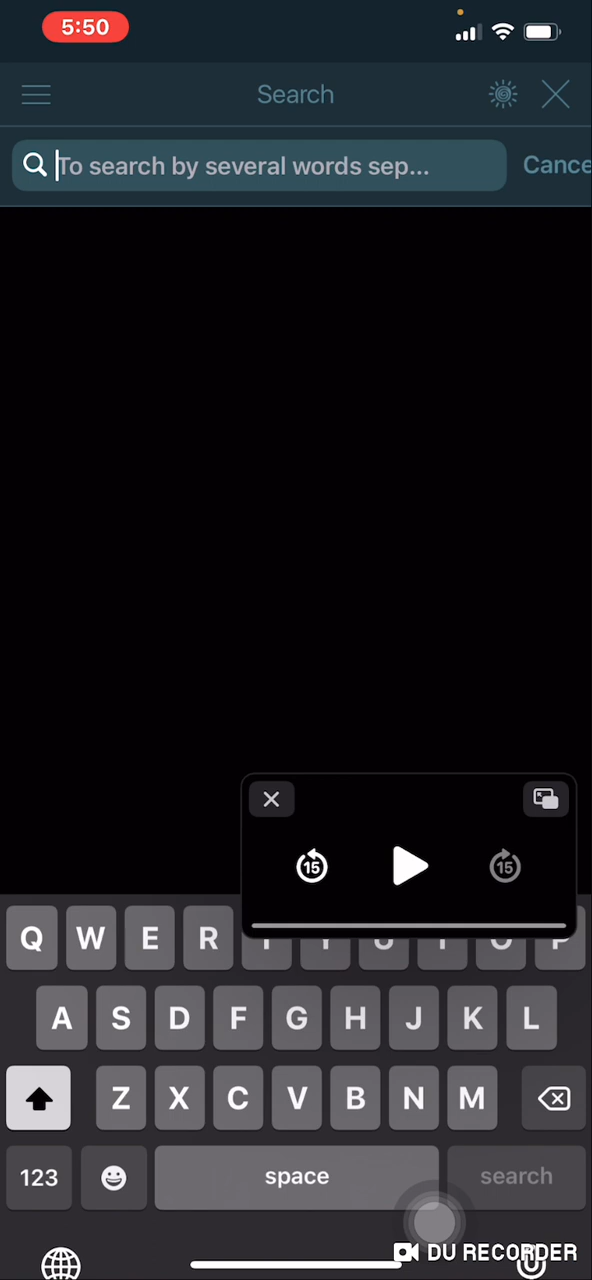 5:50
Search
To search by several words sep...
Cance
15
15
Q W E R T Y U I O P
A S D F G H J K L
Z X C V B N M
123
space
search
DU RECORDER